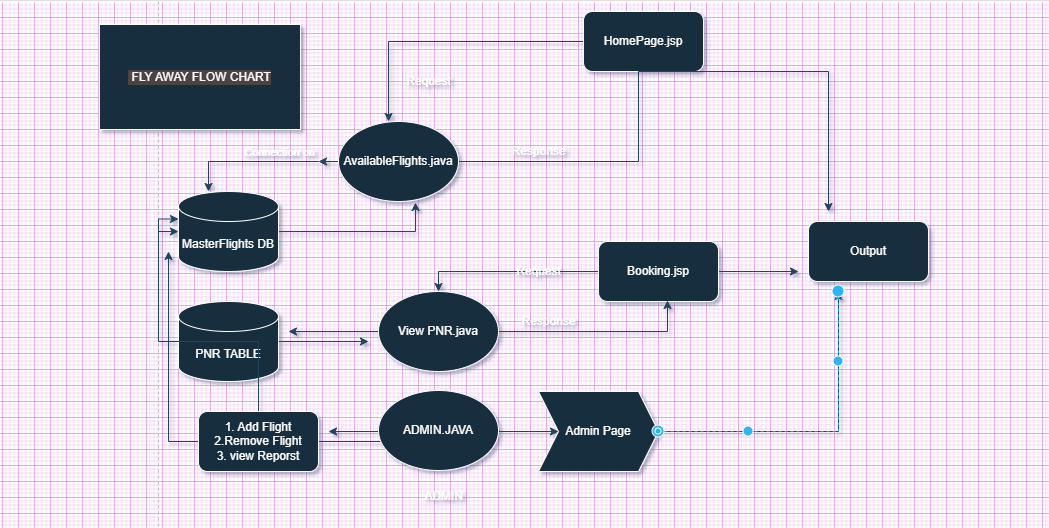 HomePage.jsp
FLY AWAY FLOW CHART
Request
Connection on
Response
AvailableFlights.java
MasterFlights DB
Output
Request
Booking.jsp
Response
View PNR.java
PNR TABLE
1. Add Flight
2.Remove Flight
3. view Reporst
ADMIN.JAVA
Admin Page
ADMIN